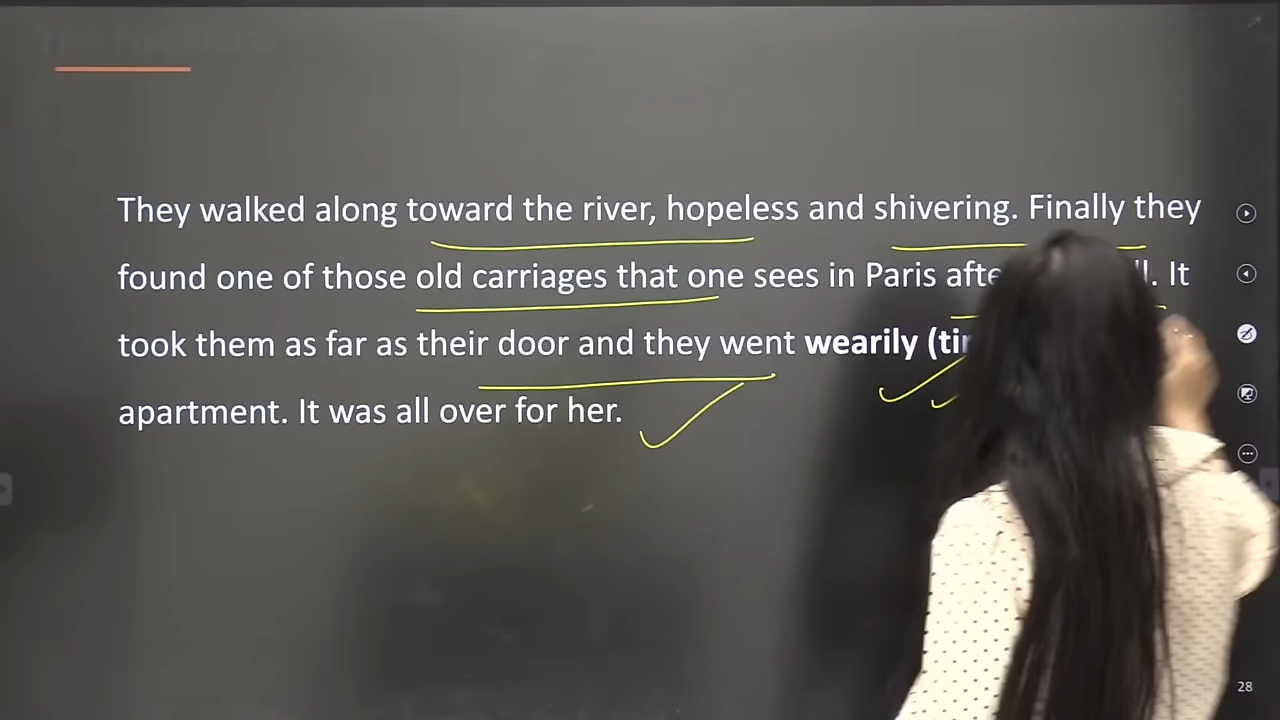 They walked along toward the river, hopeless and shivering. Finally they
found one of those old carriages that one sees in Paris . It
took them as far as their door and they went wearily
apartment. It was all over for her.
28